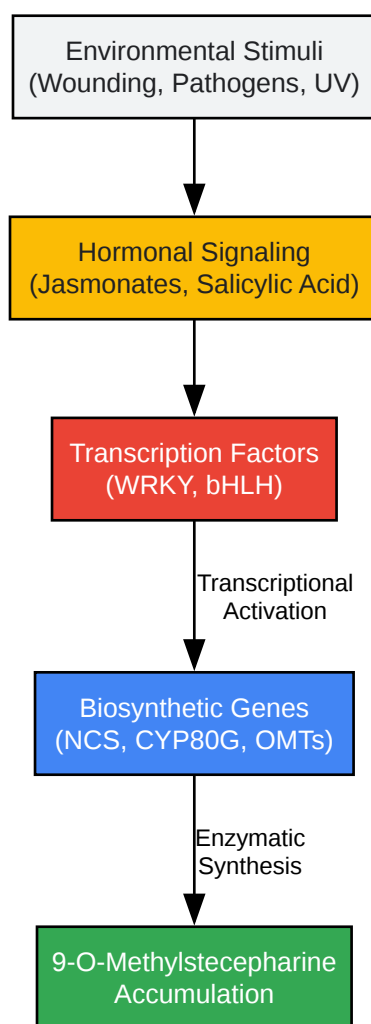 Environmental Stimuli
(Wounding, Pathogens, UV)
Hormonal Signaling
(Jasmonates, Salicylic Acid)
Transcription Factors
(WRKY, bHLH)
Transcriptional
Activation
Biosynthetic Genes
(NCS, CYP80G, OMTs)
Enzymatic
Synthesis
9-O-Methylstecepharine
Accumulation